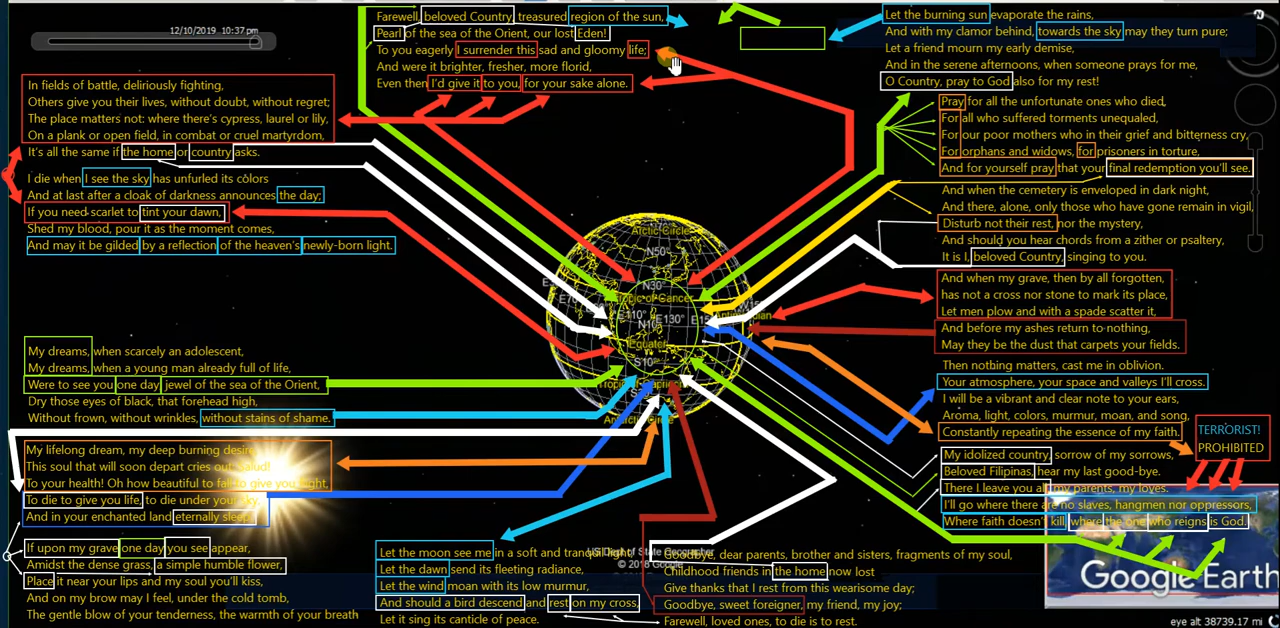 12/10/2019 10:37 pm
Farewell, beloved Country, treasured region of the sun,
Pearl of the sea of the Orient, our lost Eden!
To you eagerly I surrender this sad and gloomy life;
And were it brighter, fresher, more florid,
Even then I'd give it to you, for your sake alone.
In fields of battle, deliriously fighting,
Others give you their lives, without doubt, without regret;
The place matters not: where there's cypress, laurel or lily,
On a plank or open field, in combat or cruel martyrdom,
It's all the same if the home or country asks.
I die when I see the sky has unfurled its colors
And at last after a cloak of darkness announces the day;
If you need scarlet to tint your dawn,
Shed my blood, pour it as the moment comes,
And may it be gilded by a reflection of the heaven's newly-born light.
My dreams, when scarcely an adolescent,
My dreams, when a young man already full of life,
Were to see you one day jewel of the sea of the Orient,
Dry those eyes of black, that forehead high,
Without frown, without wrinkles, without stains of shame.
My lifelong dream, my deep burning desire,
This soul that will soon depart cries out: Salud!
To your health! Oh how beautiful to fall to give you flight,
To die to give you life, to die under your sky,
And in your enchanted land eternally sleep.
If upon my grave one day you see appear,
Amidst the dense grass, a simple humble flower,
Place it near your lips and my soul you'll kiss,
And on my brow may I feel, under the cold tomb,
The gentle blow of your tenderness, the warmth of your breath
Let the moon see me in a soft and tranquil light,
Let the dawn send its fleeting radiance,
Let the wind moan with its low murmur,
And should a bird descend and rest on my cross,
Let it sing its canticle of peace.
Let the burning sun evaporate the rains,
And with my clamor behind, towards the sky may they turn pure;
Let a friend mourn my early demise,
And in the serene afternoons, when someone prays for me,
O Country, pray to God also for my rest!
Pray for all the unfortunate ones who died,
For all who suffered torments unequaled,
For our poor mothers who in their grief and bitterness cry,
For orphans and widows, for prisoners in torture,
And for yourself pray that your final redemption you'll see.
And when the cemetery is enveloped in dark night,
And there, alone, only those who have gone remain in vigil,
Disturb not their rest, nor the mystery,
And should you hear chords from a zither or psaltery,
It is I, beloved Country, singing to you.
And when my grave, then by all forgotten,
has not a cross nor stone to mark its place,
Let men plow and with a spade scatter it,
And before my ashes return to nothing,
May they be the dust that carpets your fields.
Then nothing matters, cast me in oblivion.
Your atmosphere, your space and valleys I'll cross.
I will be a vibrant and clear note to your ears,
Aroma, light, colors, murmur, moan, and song,
Constantly repeating the essence of my faith.
My idolized country, sorrow of my sorrows,
Beloved Filipinas, hear my last good-bye.
There I leave you all my parents, my loves.
I'll go where there are no slaves, hangmen nor oppressors,
Where faith doesn't kill, where the one who reigns is God.
Goodbye, dear parents, brother and sisters, fragments of my soul,
Childhood friends in the home now lost
Give thanks that I rest from this wearisome day;
Goodbye, sweet foreigner, my friend, my joy;
Farewell, loved ones, to die is to rest.
TERRORIST!
PROHIBITED
N
Arctic Circle
N50°
N30°
Tropic of Cancer
E70°
E110°
E130°
N10°
Equator
S10°
Tropic of Capricorn
Antarctic Circle
US Dept of State Geographer
© 2018 Google
Google Earth
eye alt 38739.17 mi